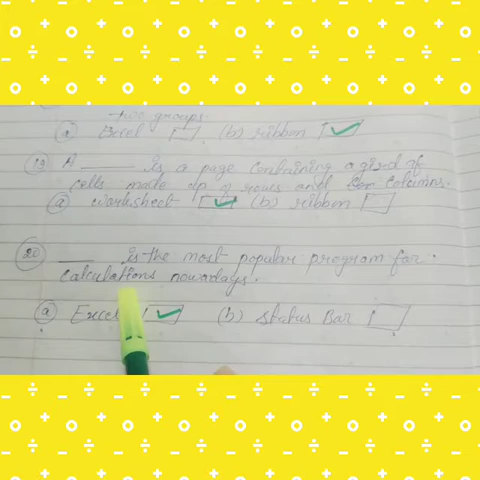 two groups.
(a) Excel (b) ribbon
(19) A ______ is a page containing a gird of
cells made up of rows and columns.
(a) worksheet (b) ribbon
(20) ______ is the most popular program for
calculations nowadays.
(a) Excel (b) Status Bar